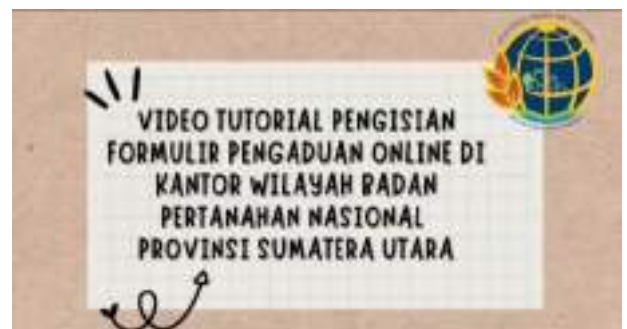 VIDEO TUTORIAL PENGISIAN
FORMULIR PENGADUAN ONLINE DI
KANTOR WILAYAH BADAN
PERTANAHAN NASIONAL
PROVINSI SUMATERA UTARA